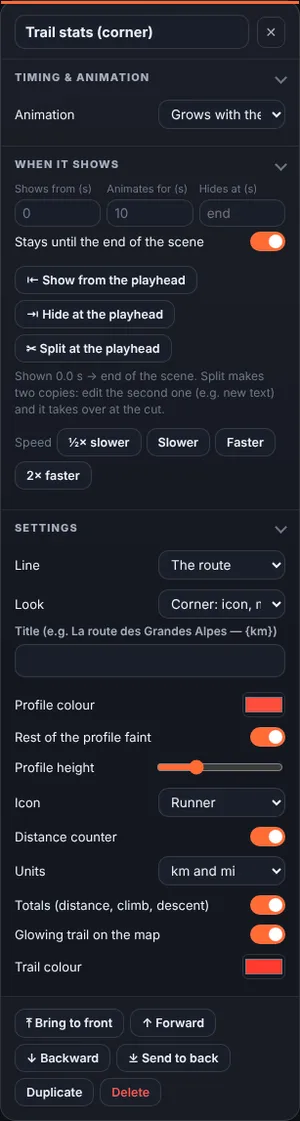 Trail stats (corner)
×
TIMING & ANIMATION
Animation
Grows with the
WHEN IT SHOWS
Shows from (s) Animates for (s) Hides at (s)
0 10 end
Stays until the end of the scene
⇤ Show from the playhead
⇥ Hide at the playhead
✂ Split at the playhead
Shown 0.0 s → end of the scene. Split makes
two copies: edit the second one (e.g. new text)
and it takes over at the cut.
Speed ½× slower Slower Faster
2× faster
SETTINGS
Line The route
Look Corner: icon, r
Title (e.g. La route des Grandes Alpes — {km})
Profile colour
Rest of the profile faint
Profile height
Icon Runner
Distance counter
Units km and mi
Totals (distance, climb, descent)
Glowing trail on the map
Trail colour
⤒ Bring to front ↑ Forward
↓ Backward ⤓ Send to back
Duplicate Delete